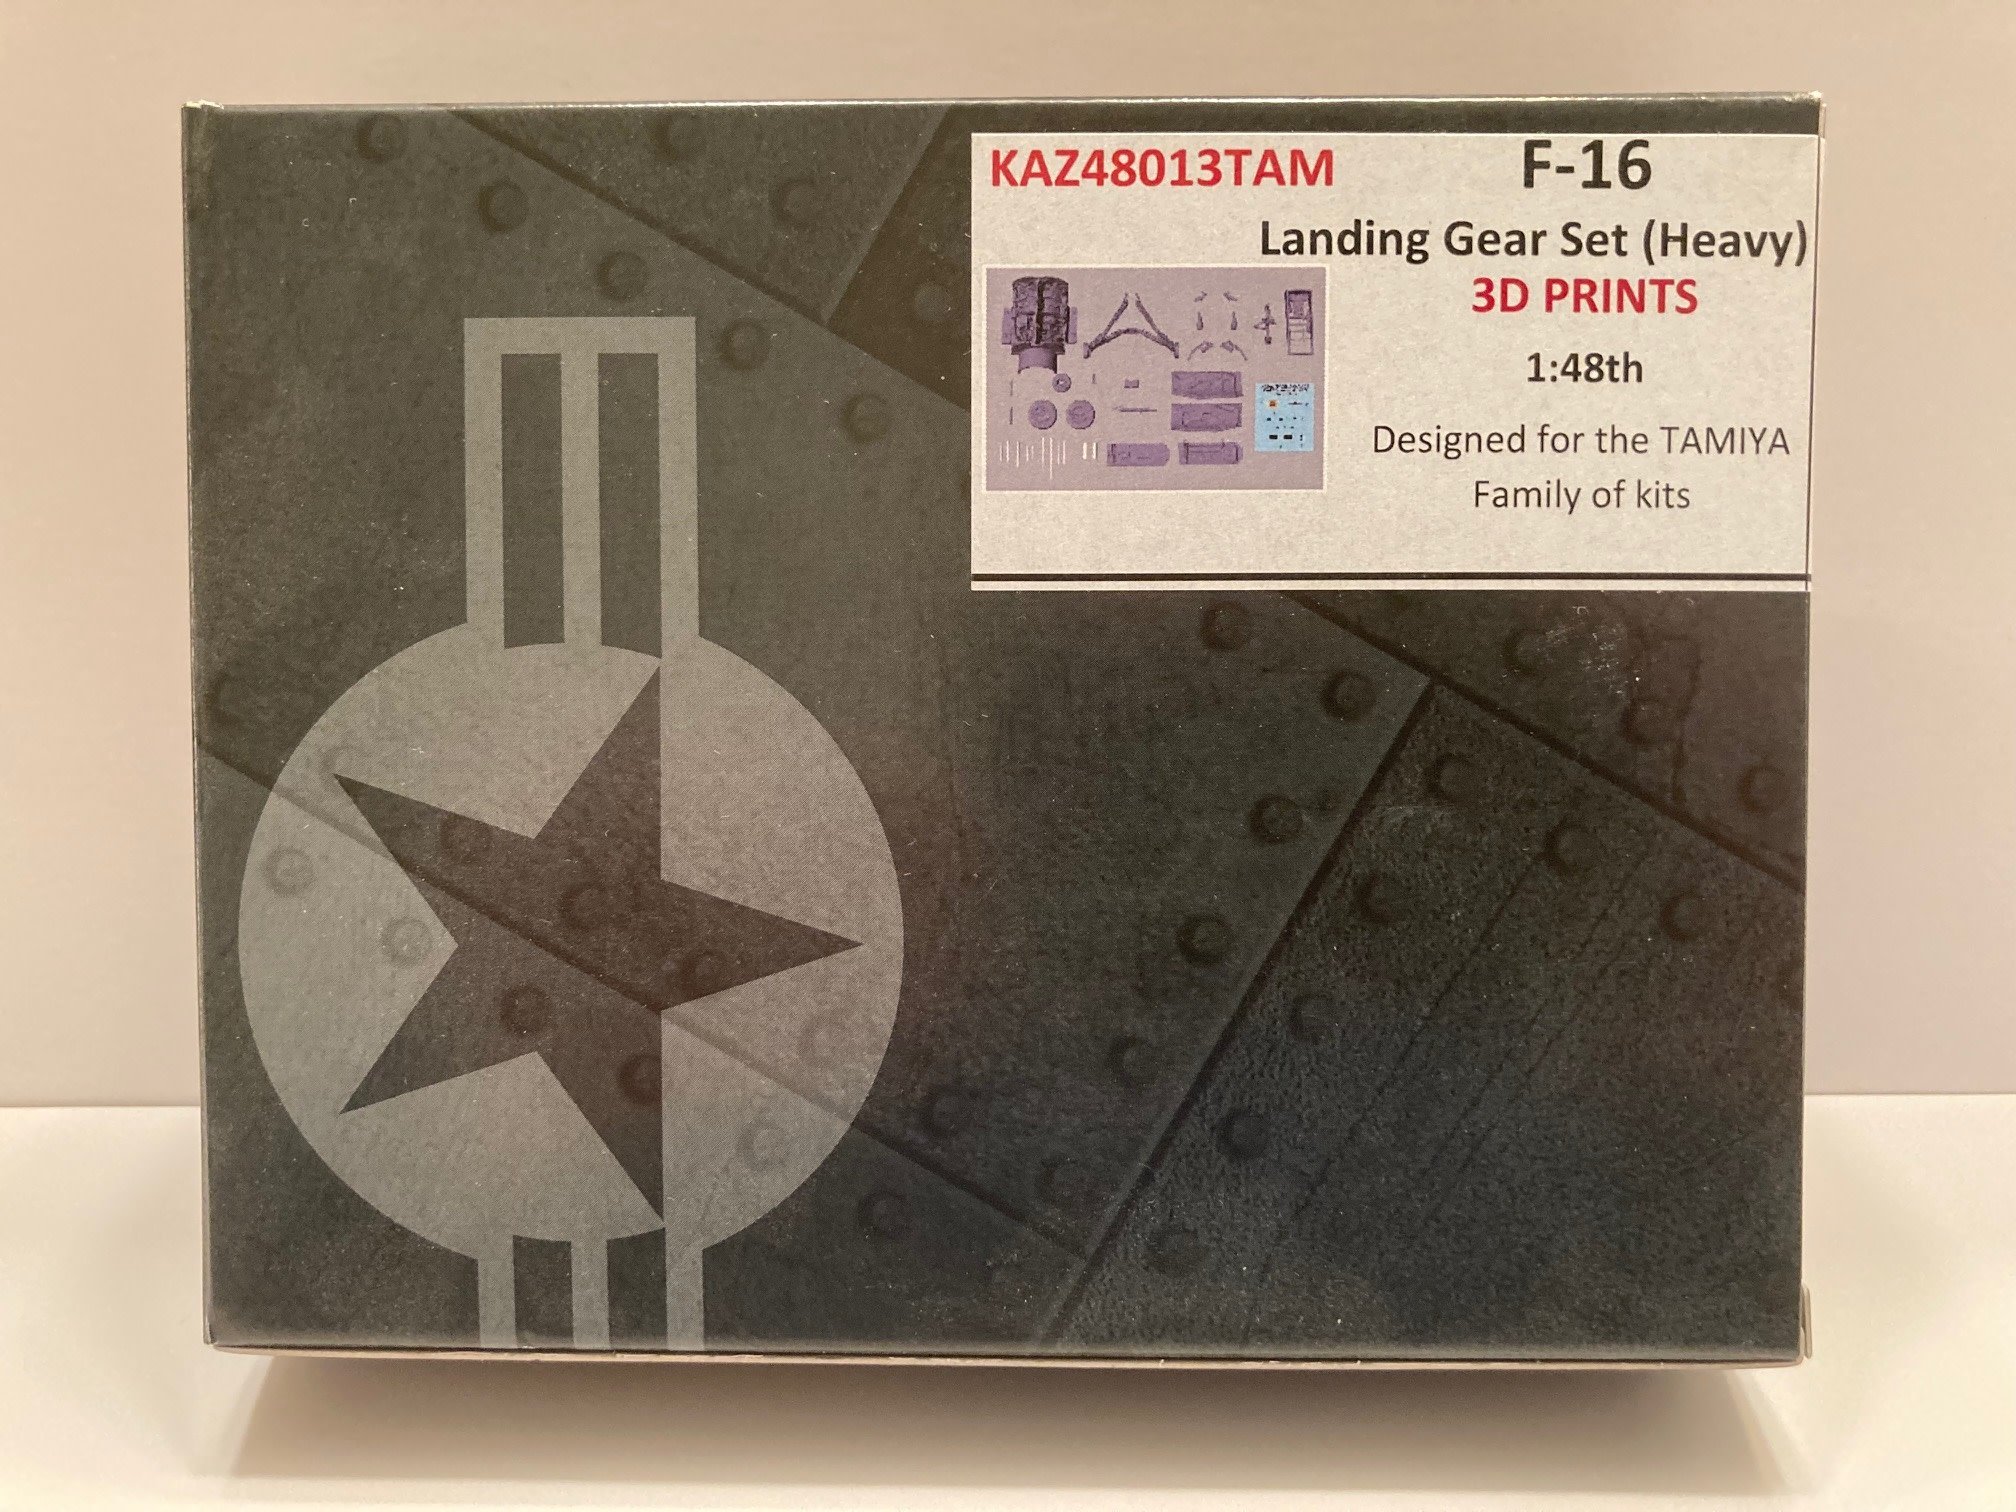 KAZ48013TAM
F-16
Landing Gear Set (Heavy)
3D PRINTS
1:48th
Designed for the TAMIYA
Family of kits